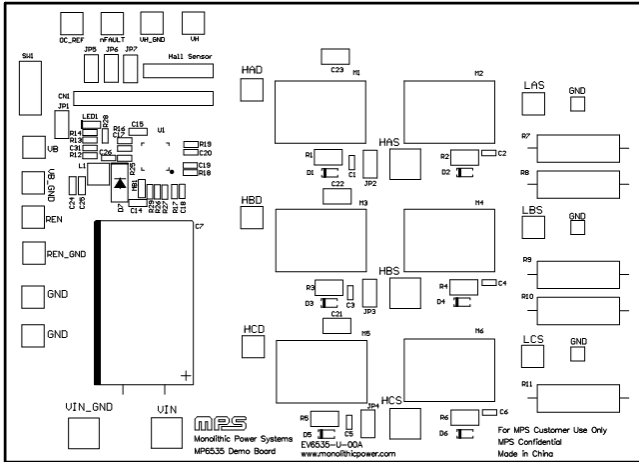 OC_REF nFAULT VH_GND VH
SW1 JP5 JP6 JP7 Hall Sensor
CN1
JP1
LED1 R28
R14 R16 C15 U1
R13 C17
C31
R12 C26
R19
C20
C19
R18
VB
L1 R25
VB_GND
C24 C25 D7 MB1 C14 R29 R26 R27 R17 C18
REN
REN_GND
GND
GND
C7
+
VIN_GND VIN
HAD C23 M1 M2 LAS GND
HAS R7
R1 C1 JP2 R2 C2 R8
D1 D2
C22
HBD M3 M4 LBS GND
HBS R9
R3 C3 JP3 R4 C4 R10
D3 D4
C21
HCD M5 M6 LCS GND
HCS R11
R5 C5 JP4 R6 C6
D5 D6
MPS
Monolithic Power Systems
MP6535 Demo Board
EV6535-U-00A
www.monolithicpower.com
For MPS Customer Use Only
MPS Confidential
Made in China